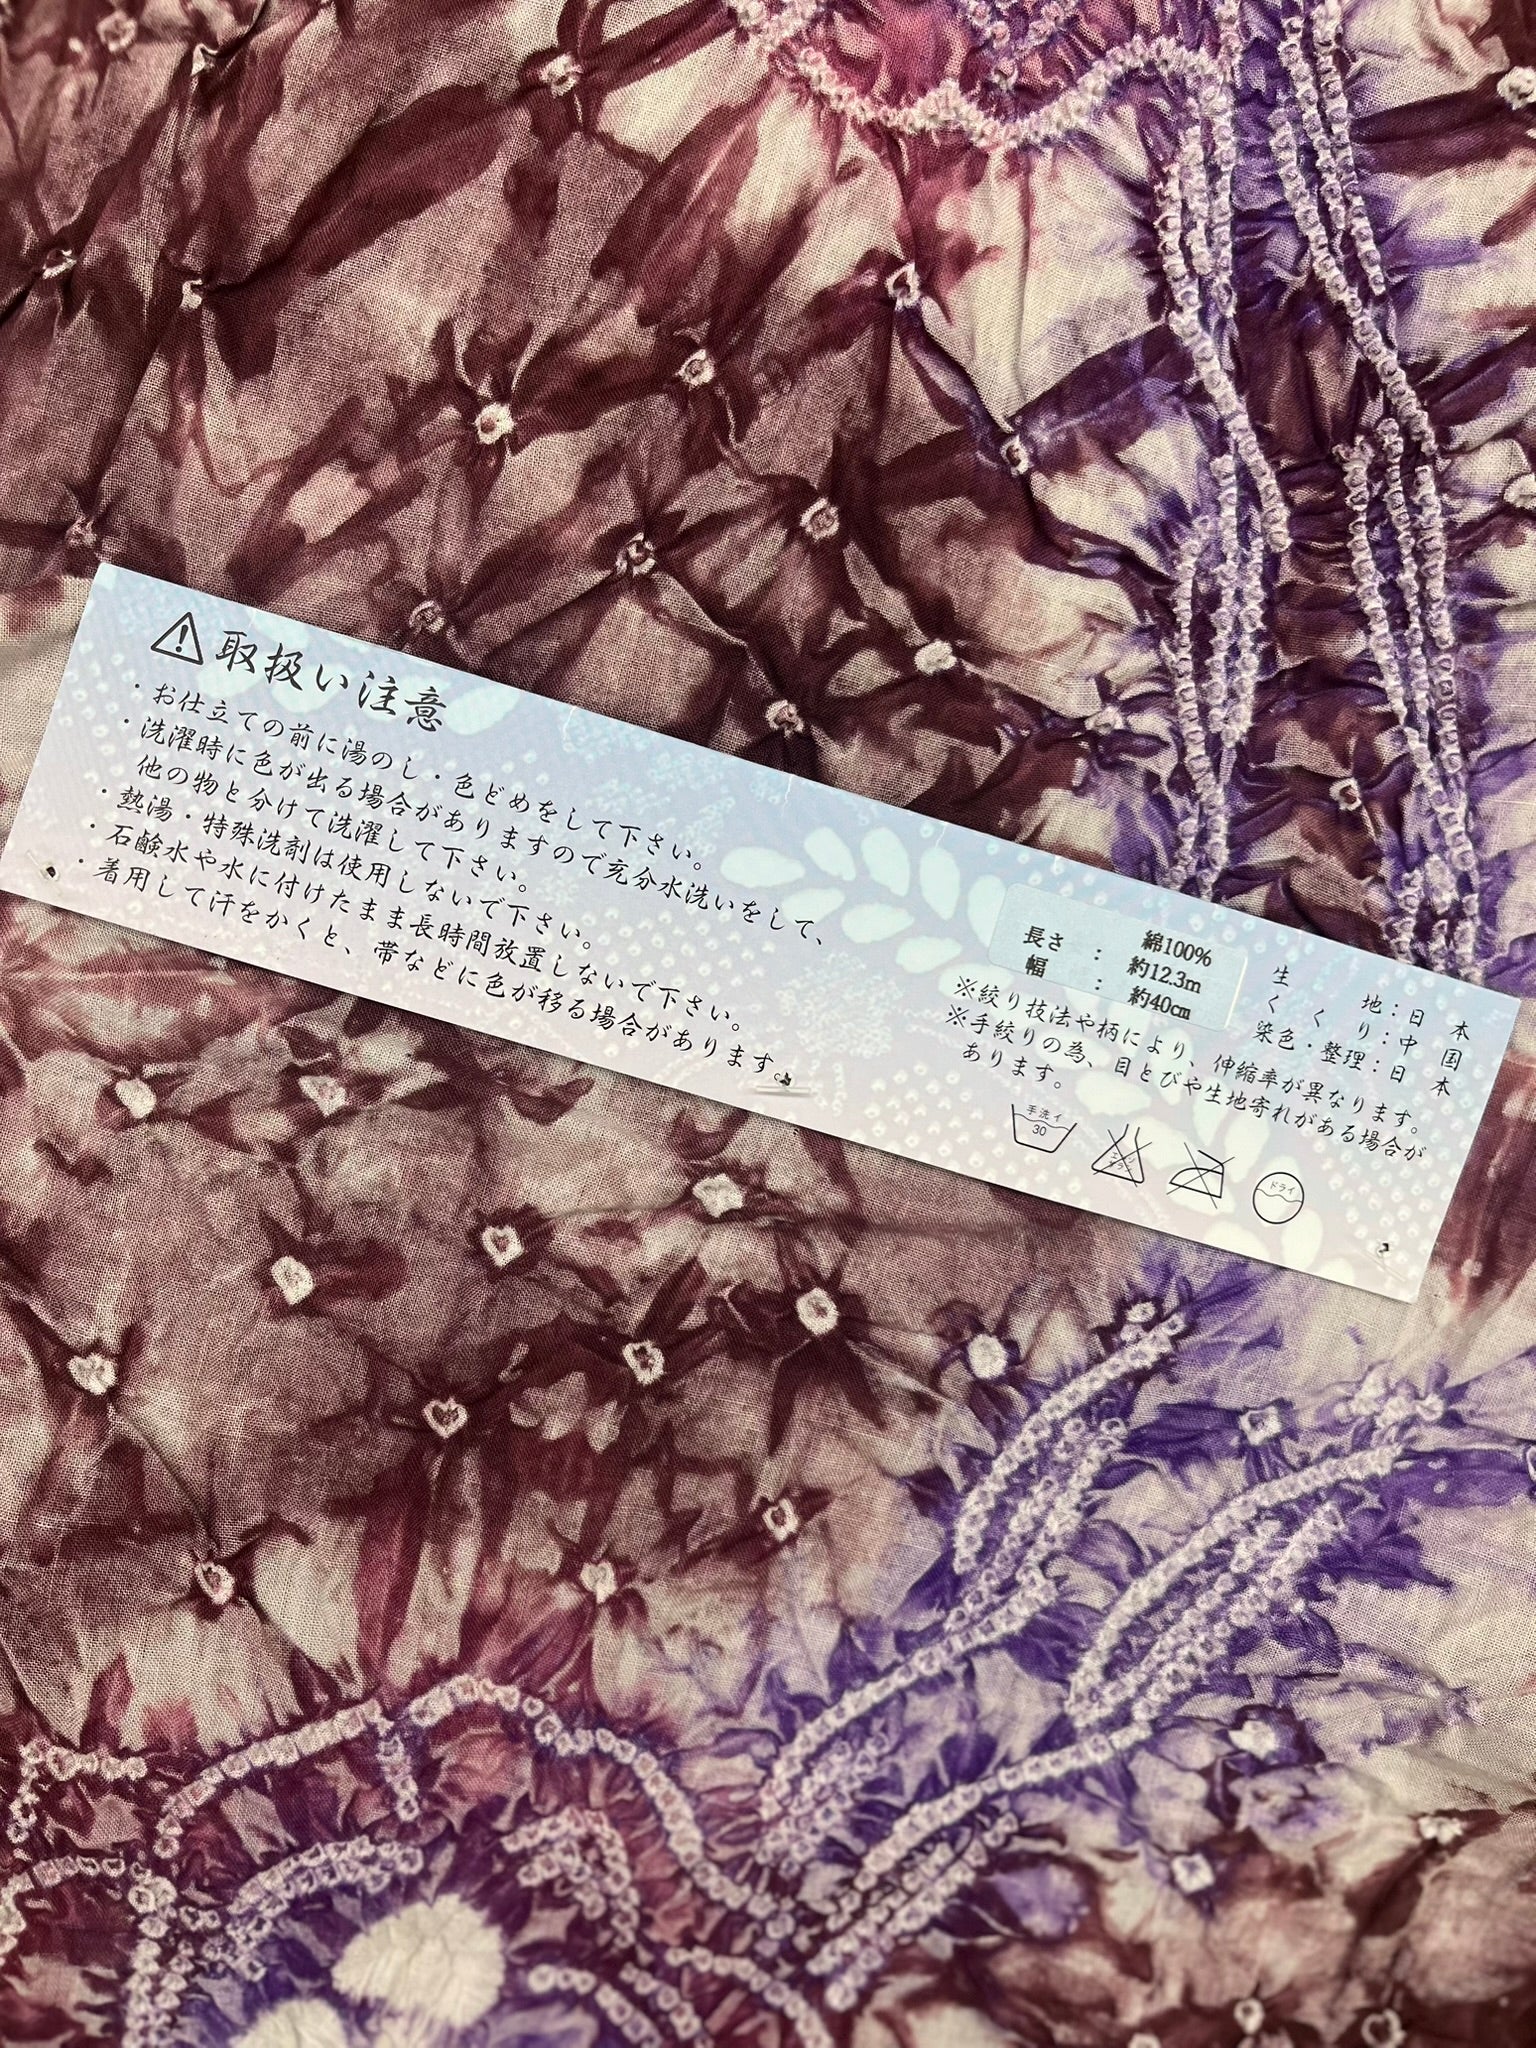 取扱い注意
・お仕立ての前に湯のし・色どめをして下さい。
・洗濯時に色が出る場合がありますので充分水洗いをして、
他の物と分けて洗濯して下さい。
・熱湯・特殊洗剤は使用しないで下さい。
・石鹸水や水に付けたまま長時間放置しないで下さい。
・着用して汗をかくと、帯などに色が移る場合があります。
綿100%
長さ : 約12.3m
幅 : 約40cm
生地:日本
くくり:中国
染色・整理:日本
※絞り技法や柄により、伸縮率が異なります。
※手絞りの為、目とびや生地寄れがある場合が
あります。
手洗イ
30
エンソ
サラシ
ドライ